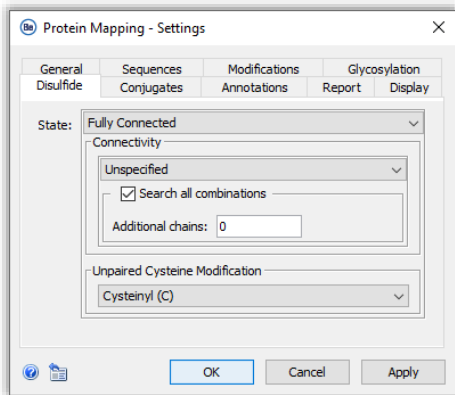 Be Protein Mapping - Settings
General Sequences Modifications Glycosylation
Disulfide Conjugates Annotations Report Display
State: Fully Connected
Connectivity
Unspecified
Search all combinations
Additional chains: 0
Unpaired Cysteine Modification
Cysteinyl (C)
OK Cancel Apply